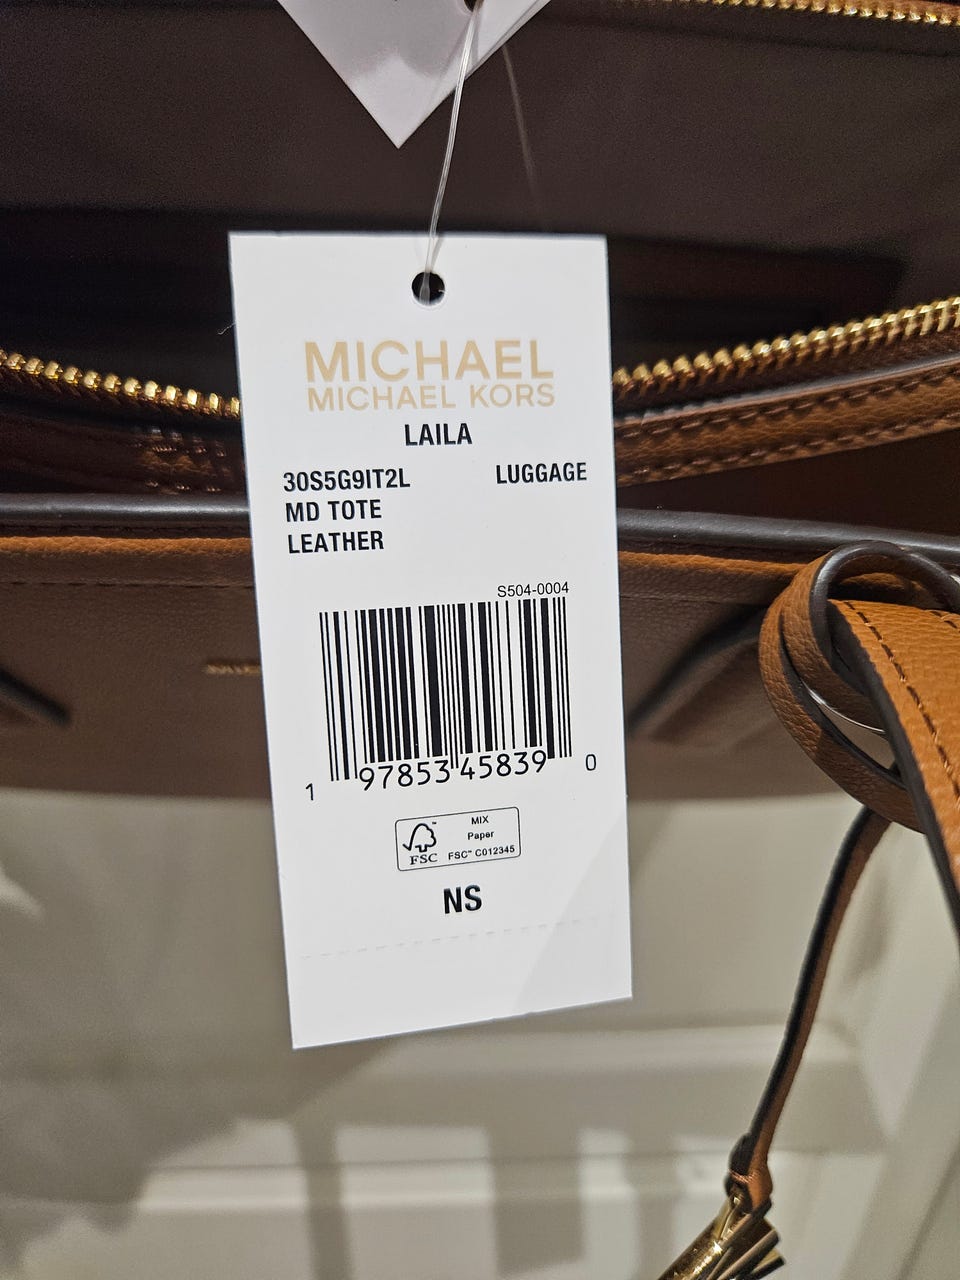 MICHAEL
MICHAEL KORS
LAILA
30S5G9IT2L LUGGAGE
MD TOTE
LEATHER
S504-0004
1 97853 45839 0
FSC™
MIX
Paper
FSC™ C012345
NS